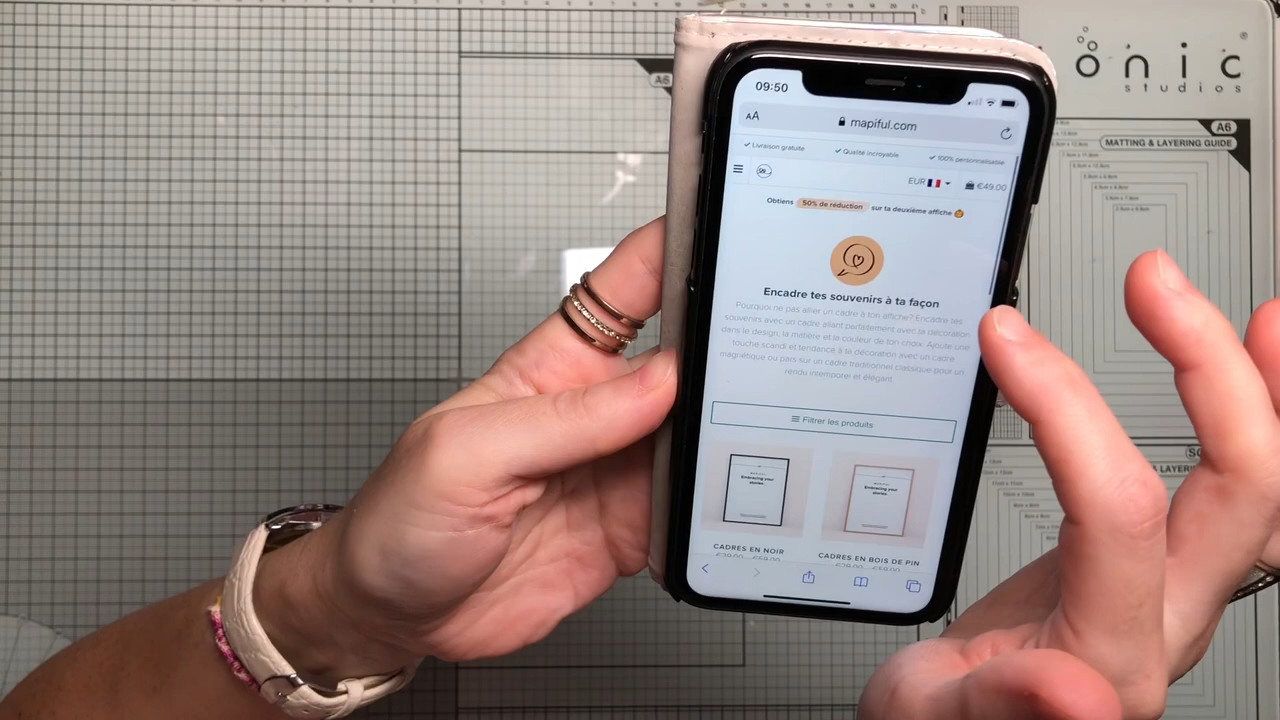 tonic
studios
A6
A6
MATTING & LAYERING GUIDE
09:50
AA
mapiful.com
Livraison gratuite
Qualité incroyable
100% personnalisable
EUR
€49.00
Obtiens 50% de réduction sur ta deuxième affiche
Encadre tes souvenirs à ta façon
Pourquoi ne pas allier un cadre à ton affiche? Encadre tes
souvenirs avec un cadre allant parfaitement avec ta décoration
dans le design, la matière et la couleur de ton choix. Ajoute une
touche scandi et tendance à ta décoration avec un cadre
magnétique ou pars sur un cadre traditionnel classique pour un
rendu intemporel et élégant.
Filtrer les produits
Embracing your
stories.
Embracing your
stories.
CADRES EN NOIR
CADRES EN BOIS DE PIN